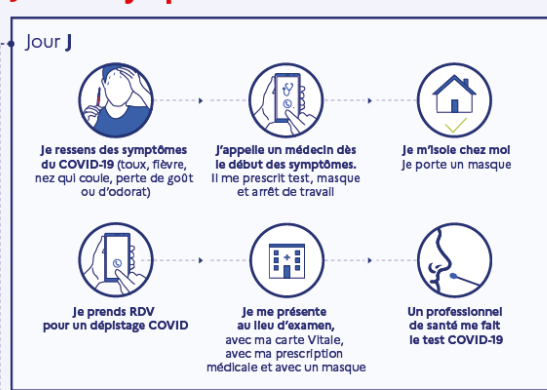 Jour J
Je ressens des symptômes
du COVID-19 (toux, fièvre,
nez qui coule, perte de goût
ou d'odorat)
J'appelle un médecin dès
le début des symptômes.
Il me prescrit test, masque
et arrêt de travail
Je m'isole chez moi
Je porte un masque
Je prends RDV
pour un dépistage COVID
Je me présente
au lieu d'examen,
avec ma carte Vitale,
avec ma prescription
médicale et avec un masque
Un professionnel
de santé me fait
le test COVID-19